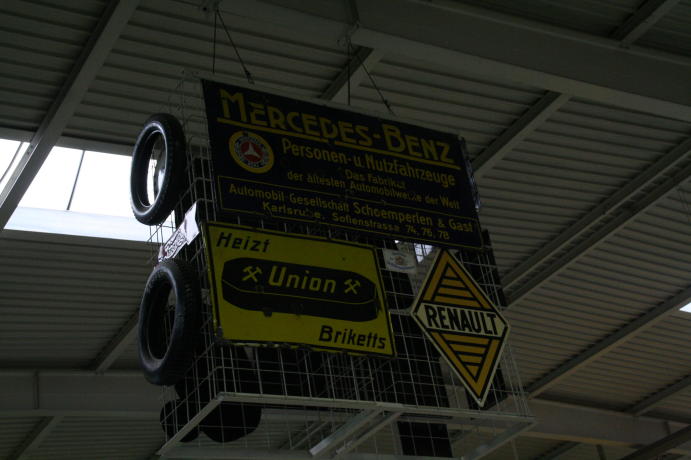 MERCEDES-BENZ
Personen- u. Nutzfahrzeuge
Das Fabrikat
der ältesten Automobilwerke der Welt
Automobil-Gesellschaft Schoemperlen & Gast
Karlsruhe, Sofienstrasse 74, 76, 78
Heizt
Union
Briketts
RENAULT